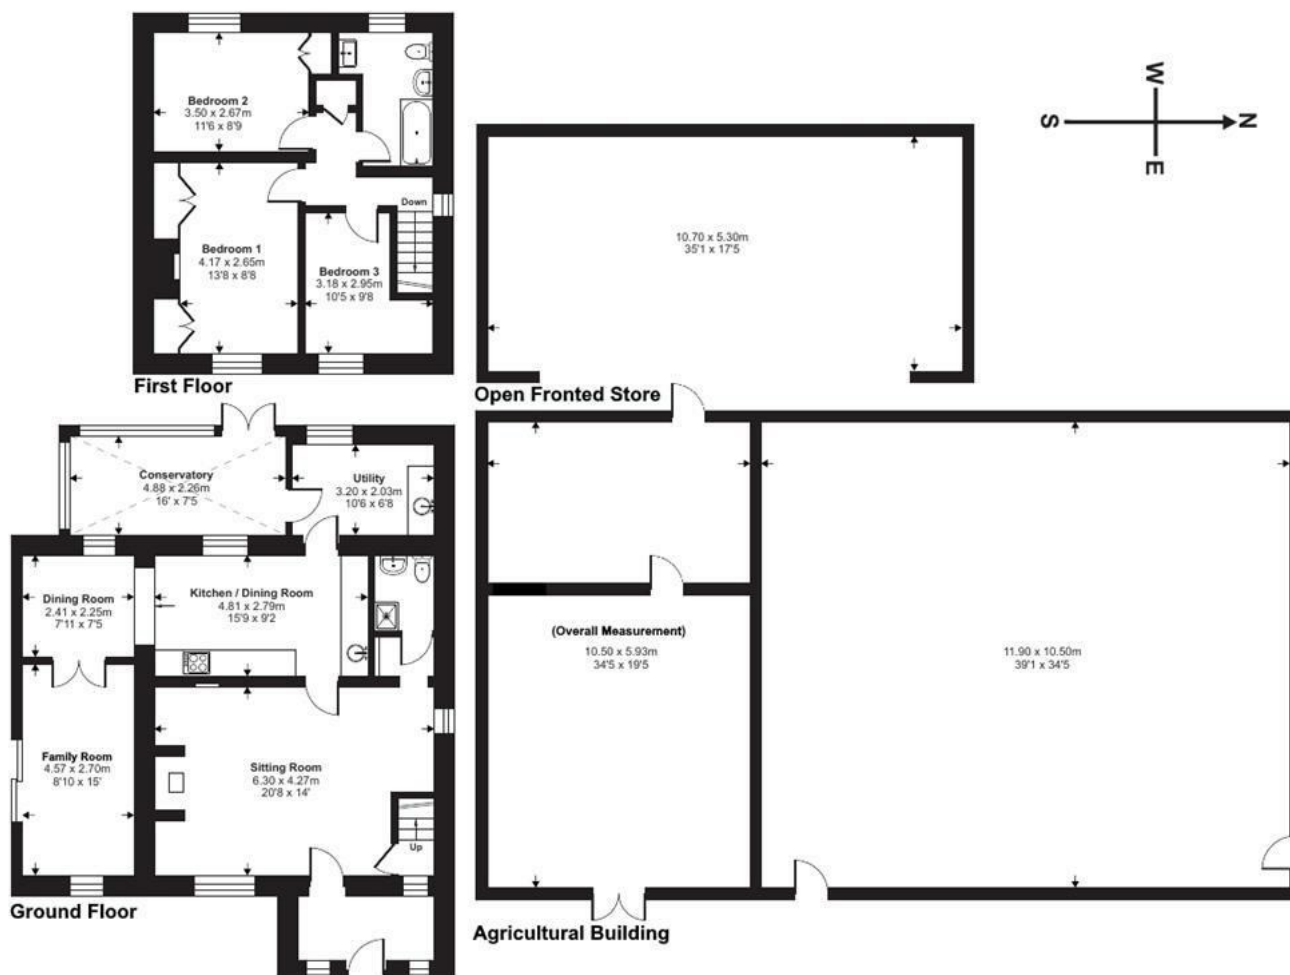 Bedroom 2
3.50 x 2.67m
11'6 x 8'9
Bedroom 1
4.17 x 2.65m
13'8 x 8'8
Down
Bedroom 3
3.18 x 2.95m
10'5 x 9'8
First Floor
W
S
N
E
10.70 x 5.30m
35'1 x 17'5
Open Fronted Store
Conservatory
4.88 x 2.26m
16' x 7'5
Utility
3.20 x 2.03m
10'6 x 6'8
Dining Room
2.41 x 2.25m
7'11 x 7'5
Kitchen / Dining Room
4.81 x 2.79m
15'9 x 9'2
Family Room
4.57 x 2.70m
8'10 x 15'
Sitting Room
6.30 x 4.27m
20'8 x 14'
Up
Ground Floor
(Overall Measurement)
10.50 x 5.93m
34'5 x 19'5
11.90 x 10.50m
39'1 x 34'5
Agricultural Building